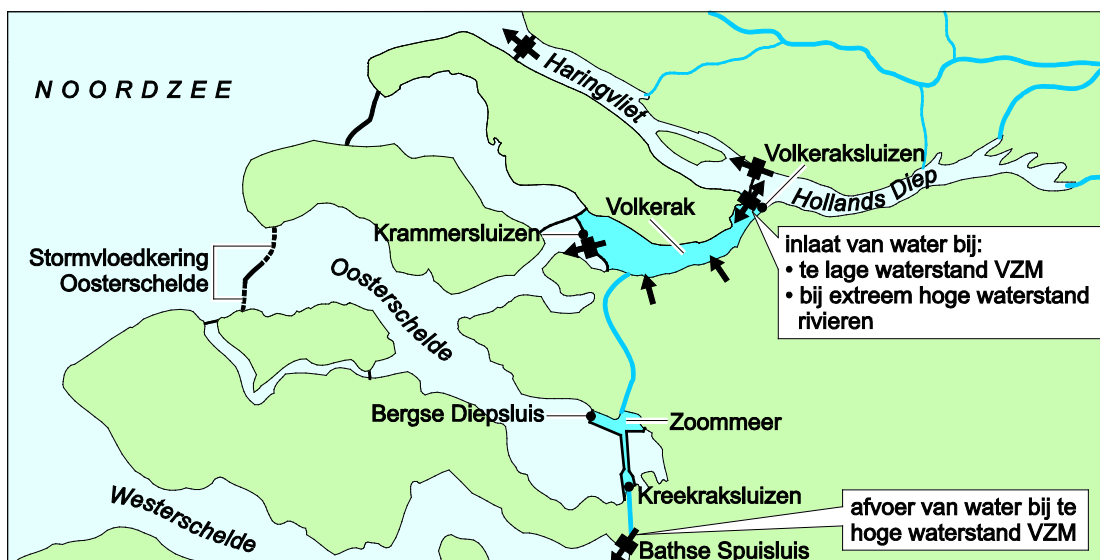 NOORDZEE
Haringvliet
Volkeraksluizen
Hollands Diep
Volkerak
Krammersluizen
inlaat van water bij:
• te lage waterstand VZM
• bij extreem hoge waterstand
rivieren
Stormvloedkering
Oosterschelde
Oosterschelde
Bergse Diepsluis
Zoommeer
Kreekraksluizen
Westerschelde
afvoer van water bij te
hoge waterstand VZM
Bathse Spuisluis